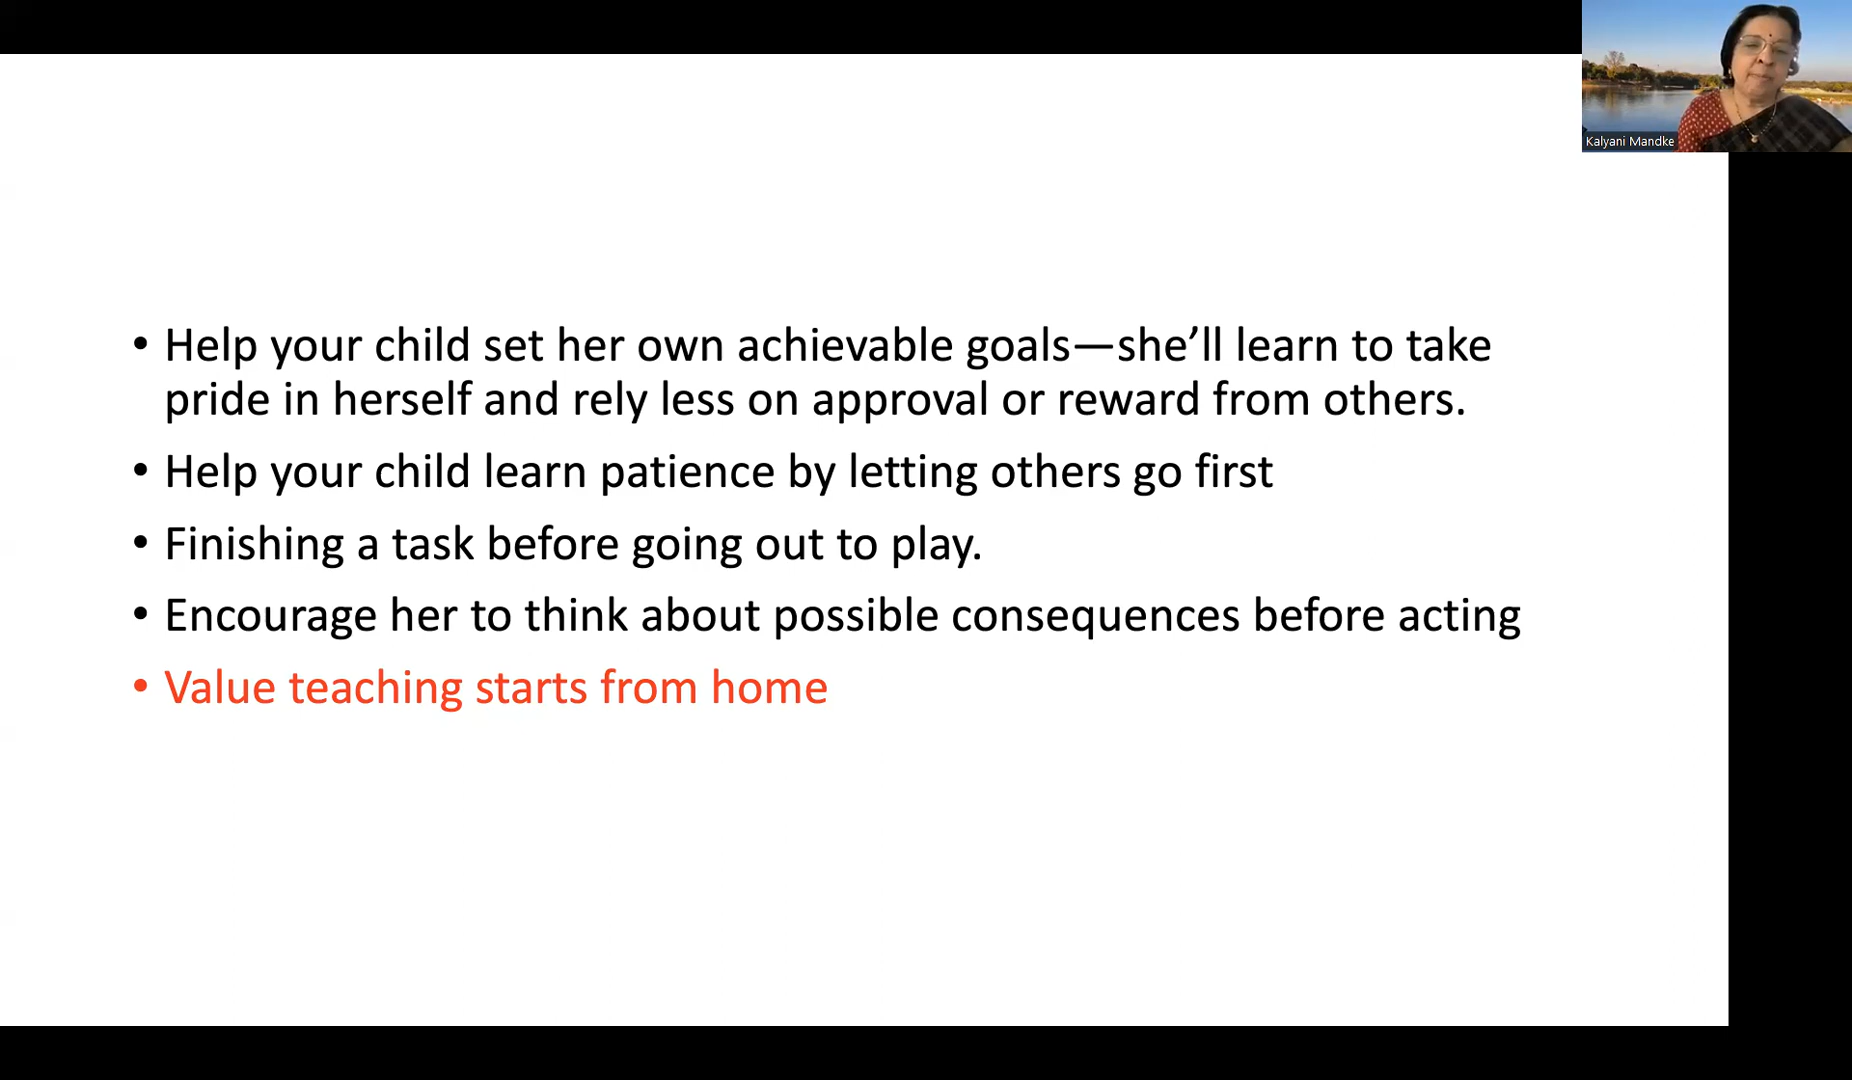 Kalyani Mandke
• Help your child set her own achievable goals—she’ll learn to take
pride in herself and rely less on approval or reward from others.
• Help your child learn patience by letting others go first
• Finishing a task before going out to play.
• Encourage her to think about possible consequences before acting
• Value teaching starts from home